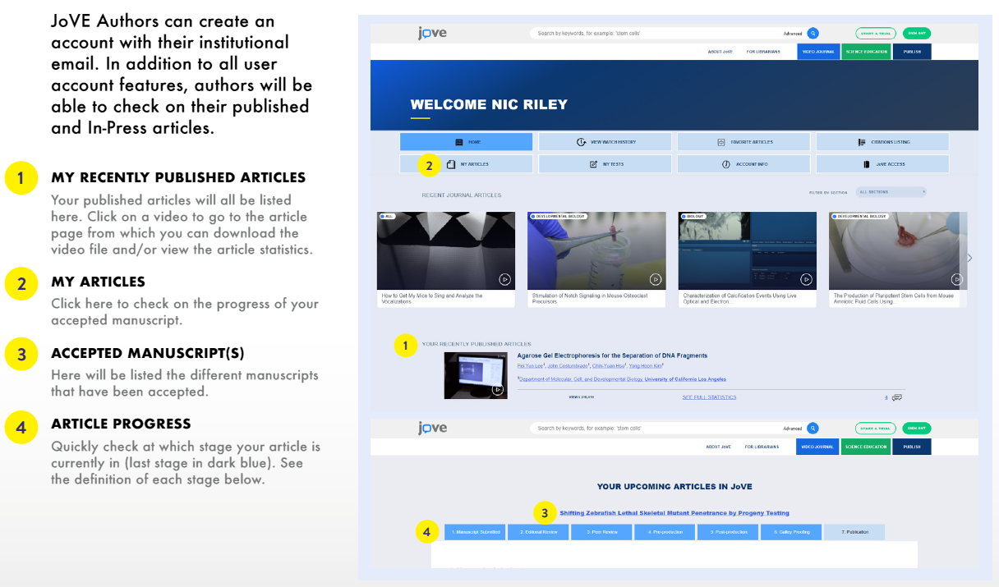 JoVE Authors can create an
account with their institutional
email. In addition to all user
account features, authors will be
able to check on their published
and In-Press articles.
1
MY RECENTLY PUBLISHED ARTICLES
Your published articles will all be listed
here. Click on a video to go to the article
page from which you can download the
video file and/or view the article statistics.
2
MY ARTICLES
Click here to check on the progress of your
accepted manuscript.
3
ACCEPTED MANUSCRIPT(S)
Here will be listed the different manuscripts
that have been accepted.
4
ARTICLE PROGRESS
Quickly check at which stage your article is
currently in (last stage in dark blue). See
the definition of each stage below.
jove
Search by keywords, for example: 'stem cells'
Advanced
START A TRIAL
SIGN OUT
ABOUT JoVE FOR LIBRARIANS VIDEO JOURNAL SCIENCE EDUCATION PUBLISH
WELCOME NIC RILEY
HOME VIEW WATCH HISTORY FAVORITE ARTICLES CITATIONS LISTING
2 MY ARTICLES MY TESTS ACCOUNT INFO JoVE ACCESS
RECENT JOURNAL ARTICLES
FILTER BY SECTION ALL SECTIONS
ALL DEVELOPMENTAL BIOLOGY BIOLOGY DEVELOPMENTAL BIOLOGY
How to Get My Mice to Sing and Analyze the
Vocalizations
Stimulation of Notch Signaling in Mouse Osteoclast
Precursors
Characterization of Calcification Events Using Live
Optical and Electron...
The Production of Pluripotent Stem Cells from Mouse
Amniotic Fluid Cells Using...
1 YOUR RECENTLY PUBLISHED ARTICLES
Agarose Gel Electrophoresis for the Separation of DNA Fragments
Pei Yun Lee1, John Costumbrado1, Chih-Yuan Hsu1, Yong Hoon Kim1
1Department of Molecular, Cell, and Developmental Biology, University of California Los Angeles
VIEWS
SEE FULL STATISTICS
jove
Search by keywords, for example: 'stem cells'
Advanced
START A TRIAL
SIGN OUT
ABOUT JoVE FOR LIBRARIANS VIDEO JOURNAL SCIENCE EDUCATION PUBLISH
YOUR UPCOMING ARTICLES IN JoVE
3 Shifting Zebrafish Lethal Skeletal Mutant Penetrance by Progeny Testing
4 1. Manuscript Submitted 2. Editorial Review 3. Peer Review 4. Pre-production 5. Post-production 6. Galley Proofing 7. Publication